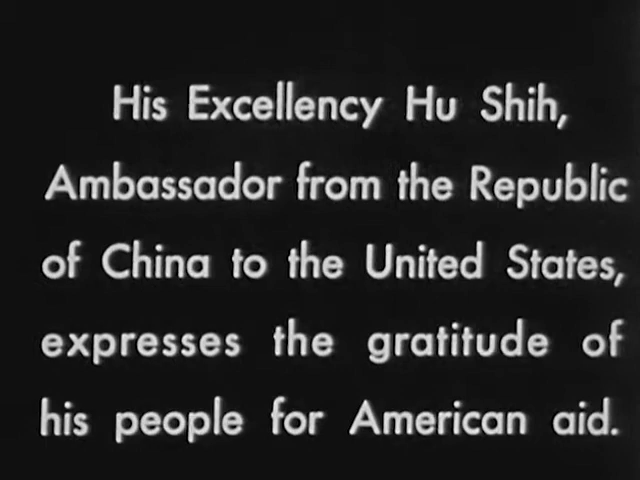 His Excellency Hu Shih,
Ambassador from the Republic
of China to the United States,
expresses the gratitude of
his people for American aid.